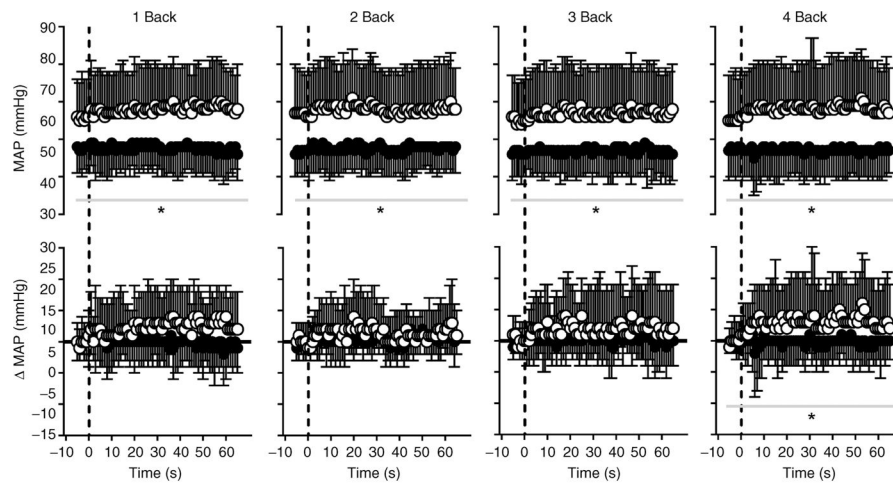 1 Back
2 Back
3 Back
4 Back
MAP (mmHg)
90
80
70
60
50
40
30
*
*
*
*
Δ MAP (mmHg)
30
25
20
15
10
5
0
−5
−10
−15
*
−10 0 10 20 30 40 50 60
−10 0 10 20 30 40 50 60
−10 0 10 20 30 40 50 60
−10 0 10 20 30 40 50 60
Time (s)
Time (s)
Time (s)
Time (s)